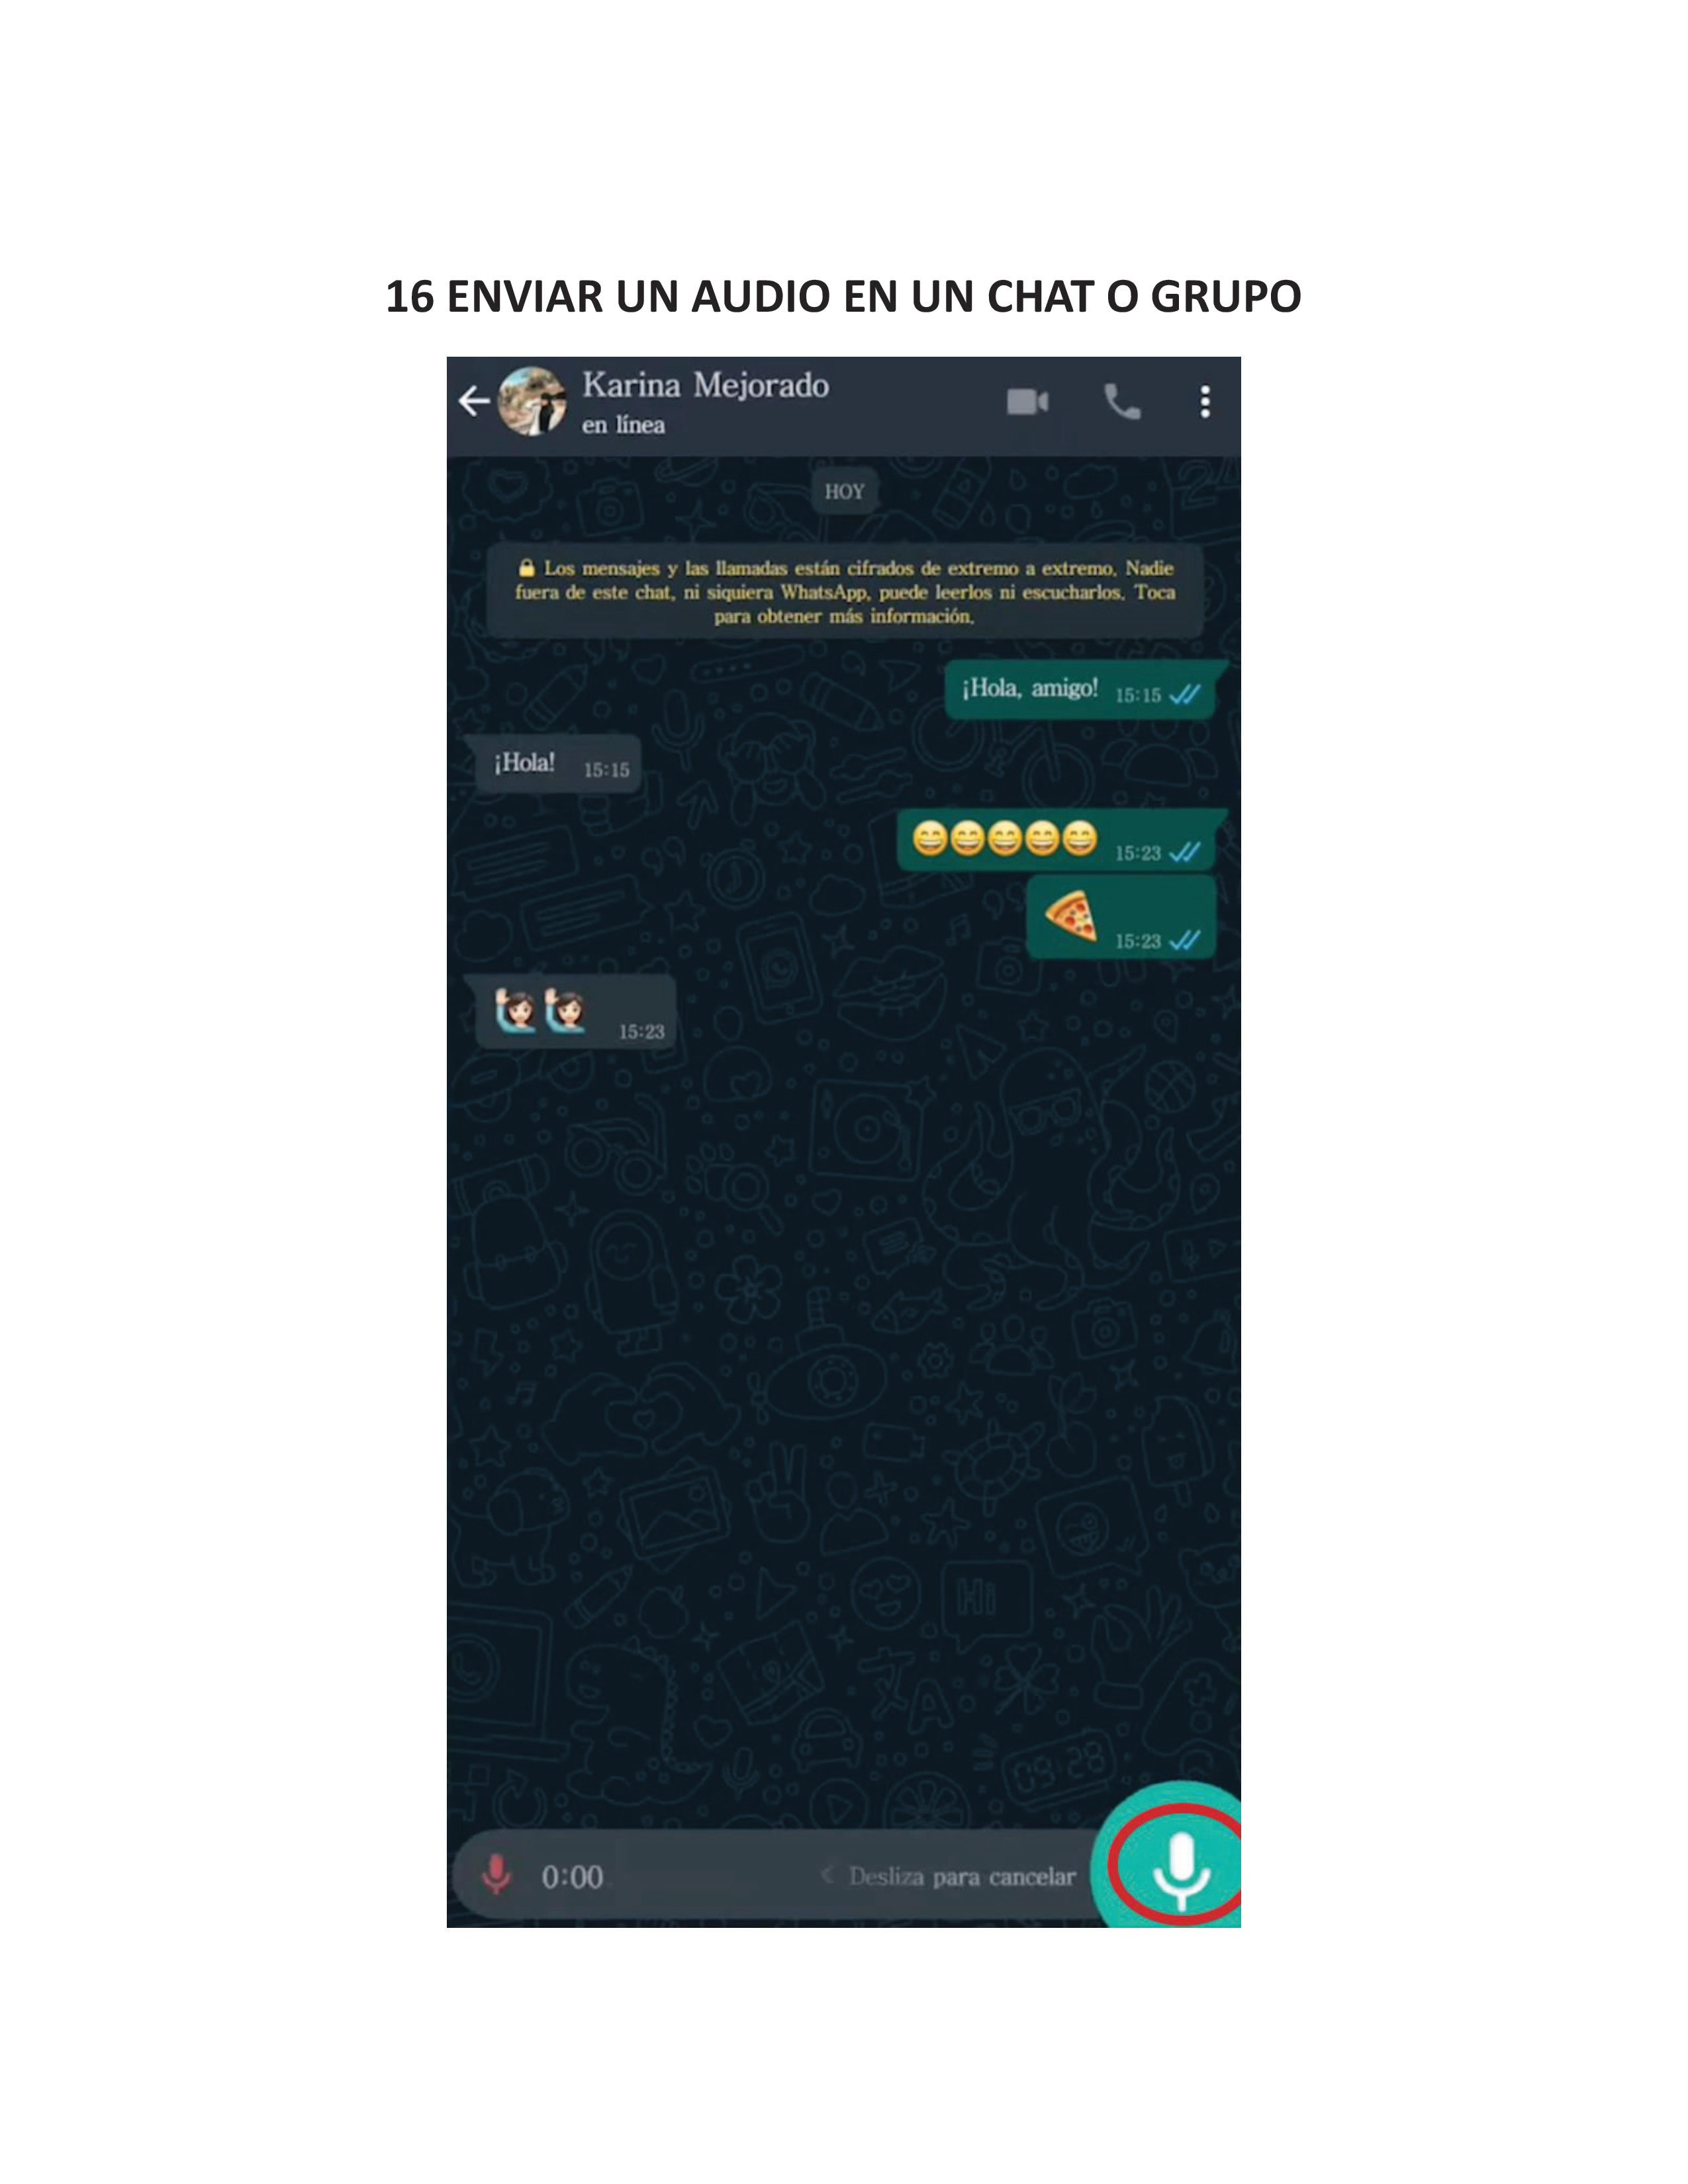 16 ENVIAR UN AUDIO EN UN CHAT O GRUPO
Karina Mejorado
en línea
HOY
🔒 Los mensajes y las llamadas están cifrados de extremo a extremo. Nadie
fuera de este chat, ni siquiera WhatsApp, puede leerlos ni escucharlos. Toca
para obtener más información.
¡Hola, amigo! 15:15
¡Hola! 15:15
😄😄😄😄😄 15:23
🍕 15:23
🙋🏻‍♀️🙋🏻‍♀️ 15:23
Hi
09:28
0:00 < Desliza para cancelar